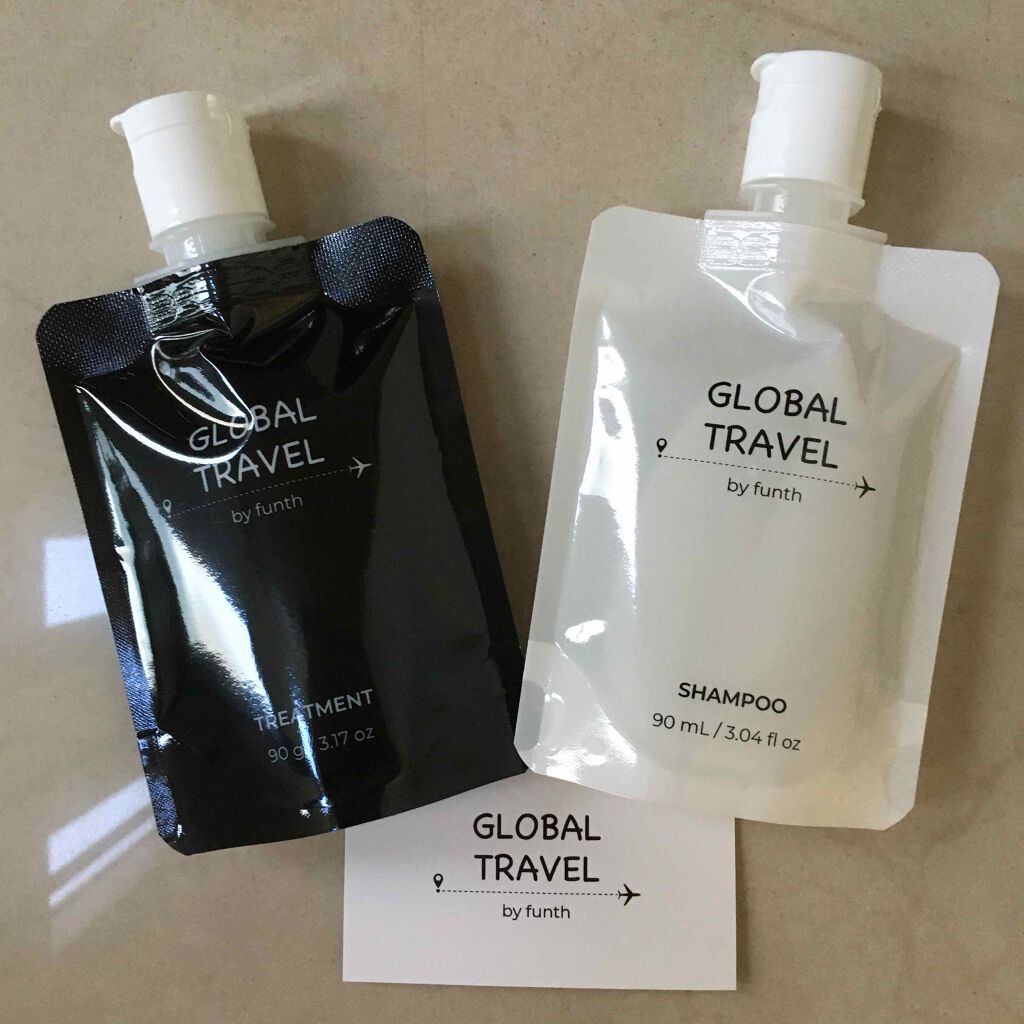 GLOBAL
TRAVEL
by funth
TREATMENT
90 g / 3.17 oz
GLOBAL
TRAVEL
by funth
SHAMPOO
90 mL / 3.04 fl oz
GLOBAL
TRAVEL
by funth